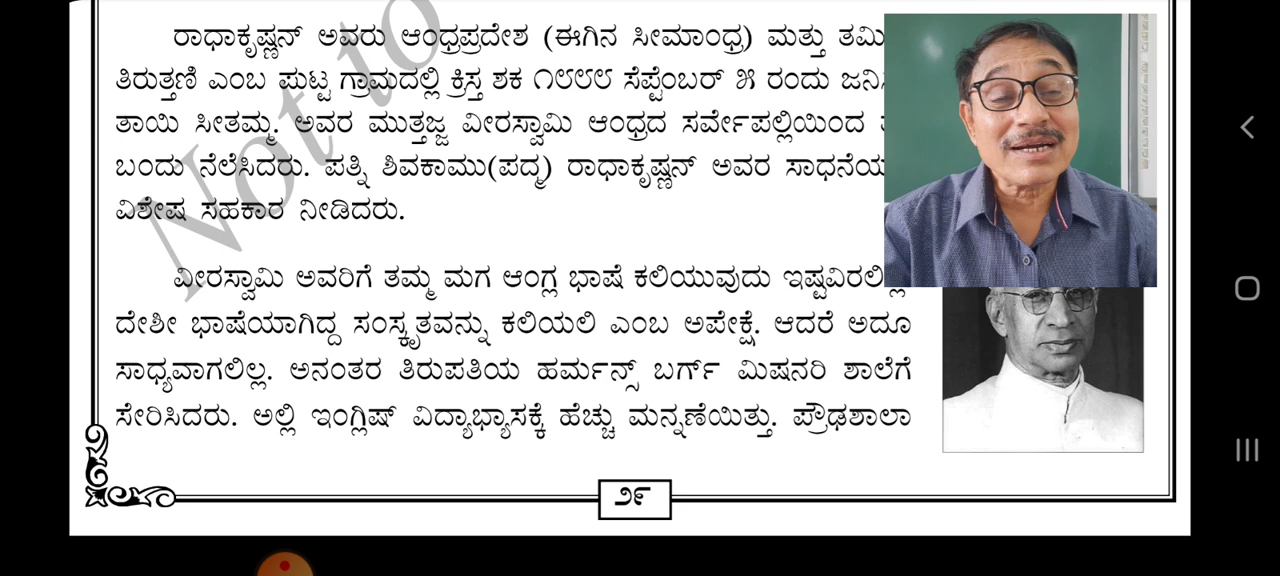 ರಾಧಾಕೃಷ್ಣನ್ ಅವರು ಆಂಧ್ರಪ್ರದೇಶ (ಈಗಿನ ಸೀಮಾಂಧ್ರ) ಮತ್ತು
ತಿರುತ್ತಣಿ ಎಂಬ ಪುಟ್ಟ ಗ್ರಾಮದಲ್ಲಿ ಕ್ರಿಸ್ತ ಶಕ ೧೮೮೮ ಸೆಪ್ಟೆಂಬರ್ ೫ ರಂದು
ತಾಯಿ ಸೀತಮ್ಮ. ಅವರ ಮುತ್ತಜ್ಜ ವೀರಸ್ವಾಮಿ ಆಂಧ್ರದ ಸರ್ವೇಪಲ್ಲಿಯಿಂದ
ಬಂದು ನೆಲೆಸಿದರು. ಪತ್ನಿ ಶಿವಕಾಮು(ಪದ್ಮ) ರಾಧಾಕೃಷ್ಣನ್ ಅವರ
ವಿಶೇಷ ಸಹಕಾರ ನೀಡಿದರು.
ವೀರಸ್ವಾಮಿ ಅವರಿಗೆ ತಮ್ಮ ಮಗ ಆಂಗ್ಲ ಭಾಷೆ ಕಲಿಯುವುದು ಇಷ್ಟವಿರಲಿಲ್ಲ
ದೇಶೀ ಭಾಷೆಯಾಗಿದ್ದ ಸಂಸ್ಕೃತವನ್ನು ಕಲಿಯಲಿ ಎಂಬ ಅಪೇಕ್ಷೆ. ಆದರೆ ಅದೂ
ಸಾಧ್ಯವಾಗಲಿಲ್ಲ. ಅನಂತರ ತಿರುಪತಿಯ ಹರ್ಮನ್ಸ್ ಬರ್ಗ್ ಮಿಷನರಿ ಶಾಲೆಗೆ
ಸೇರಿಸಿದರು. ಅಲ್ಲಿ ಇಂಗ್ಲಿಷ್ ವಿದ್ಯಾಭ್ಯಾಸಕ್ಕೆ ಹೆಚ್ಚು ಮನ್ನಣೆಯಿತ್ತು. ಪ್ರೌಢಶಾಲಾ
೨೯
Not to